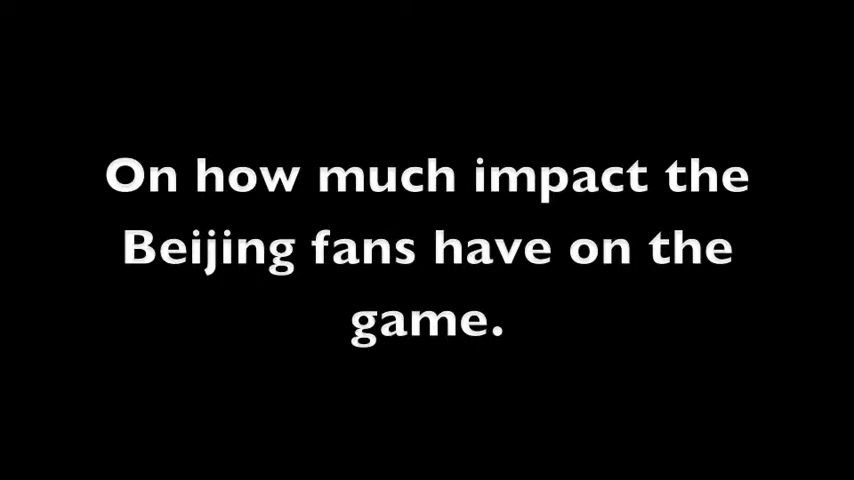 On how much impact the
Beijing fans have on the
game.